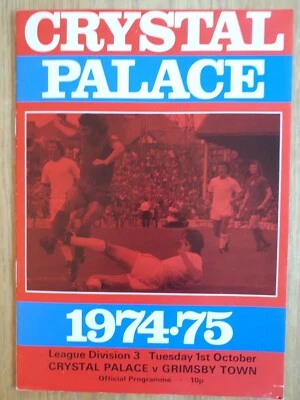 CRYSTAL
PALACE
1974·75
League Division 3 Tuesday 1st October
CRYSTAL PALACE v GRIMSBY TOWN
Official Programme 10p